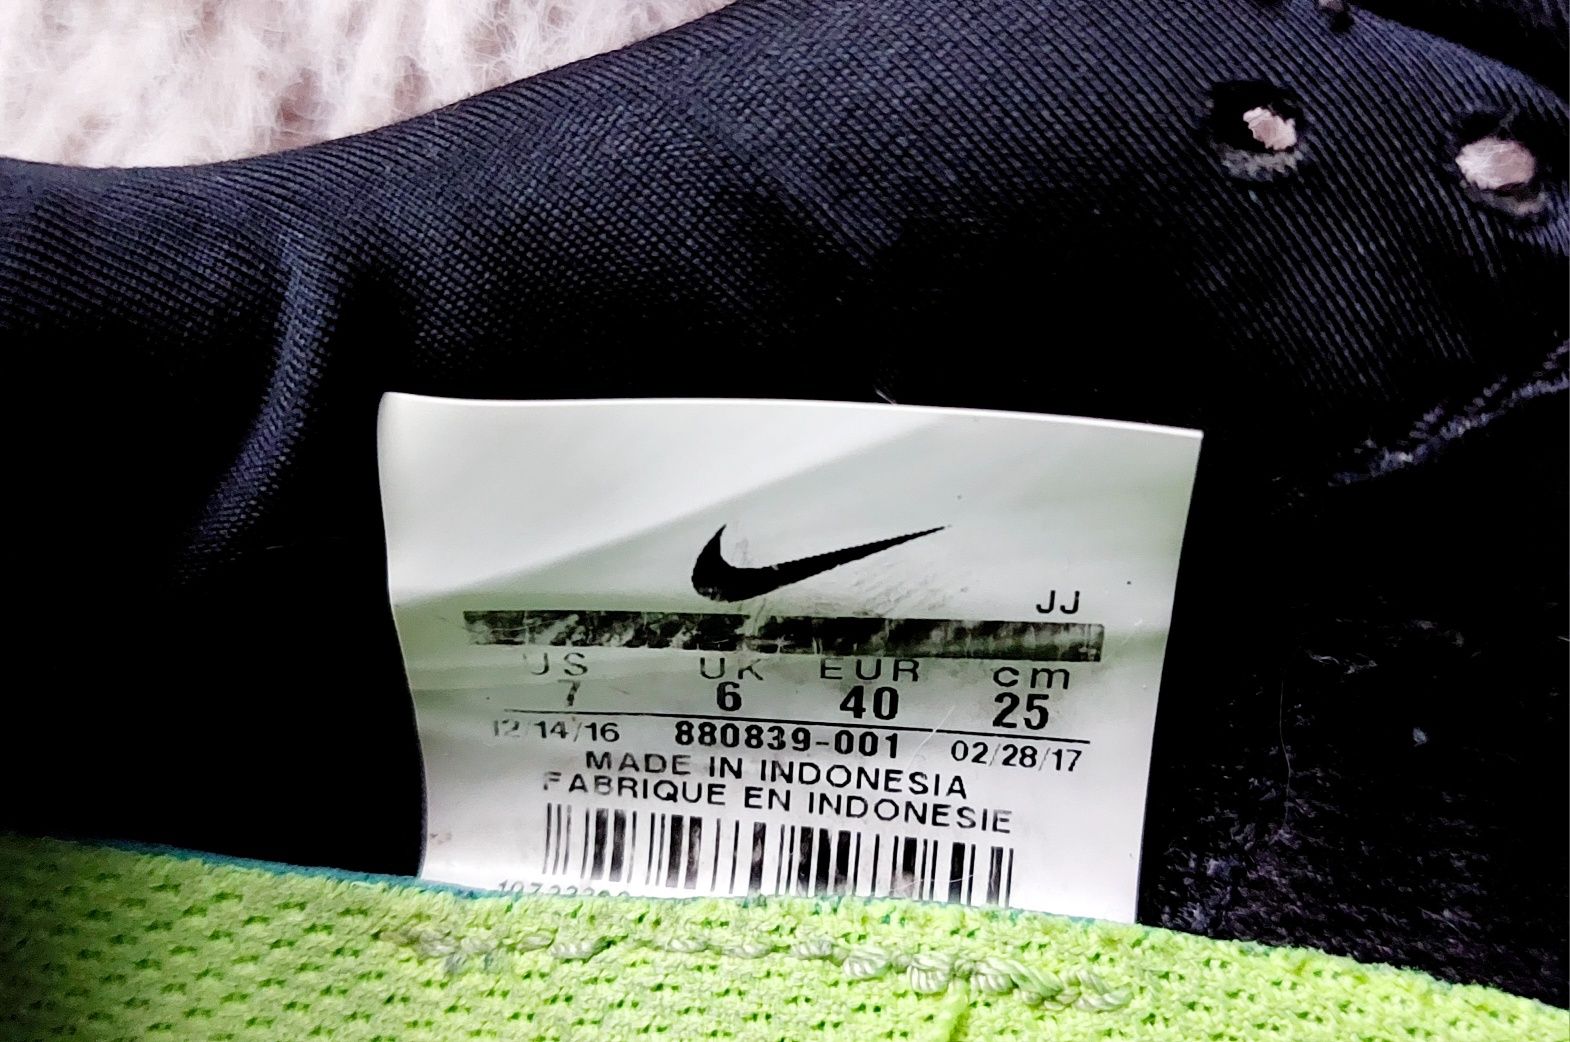 JJ
US UK EUR cm
7 6 40 25
12/14/16 880839-001 02/28/17
MADE IN INDONESIA
FABRIQUE EN INDONESIE